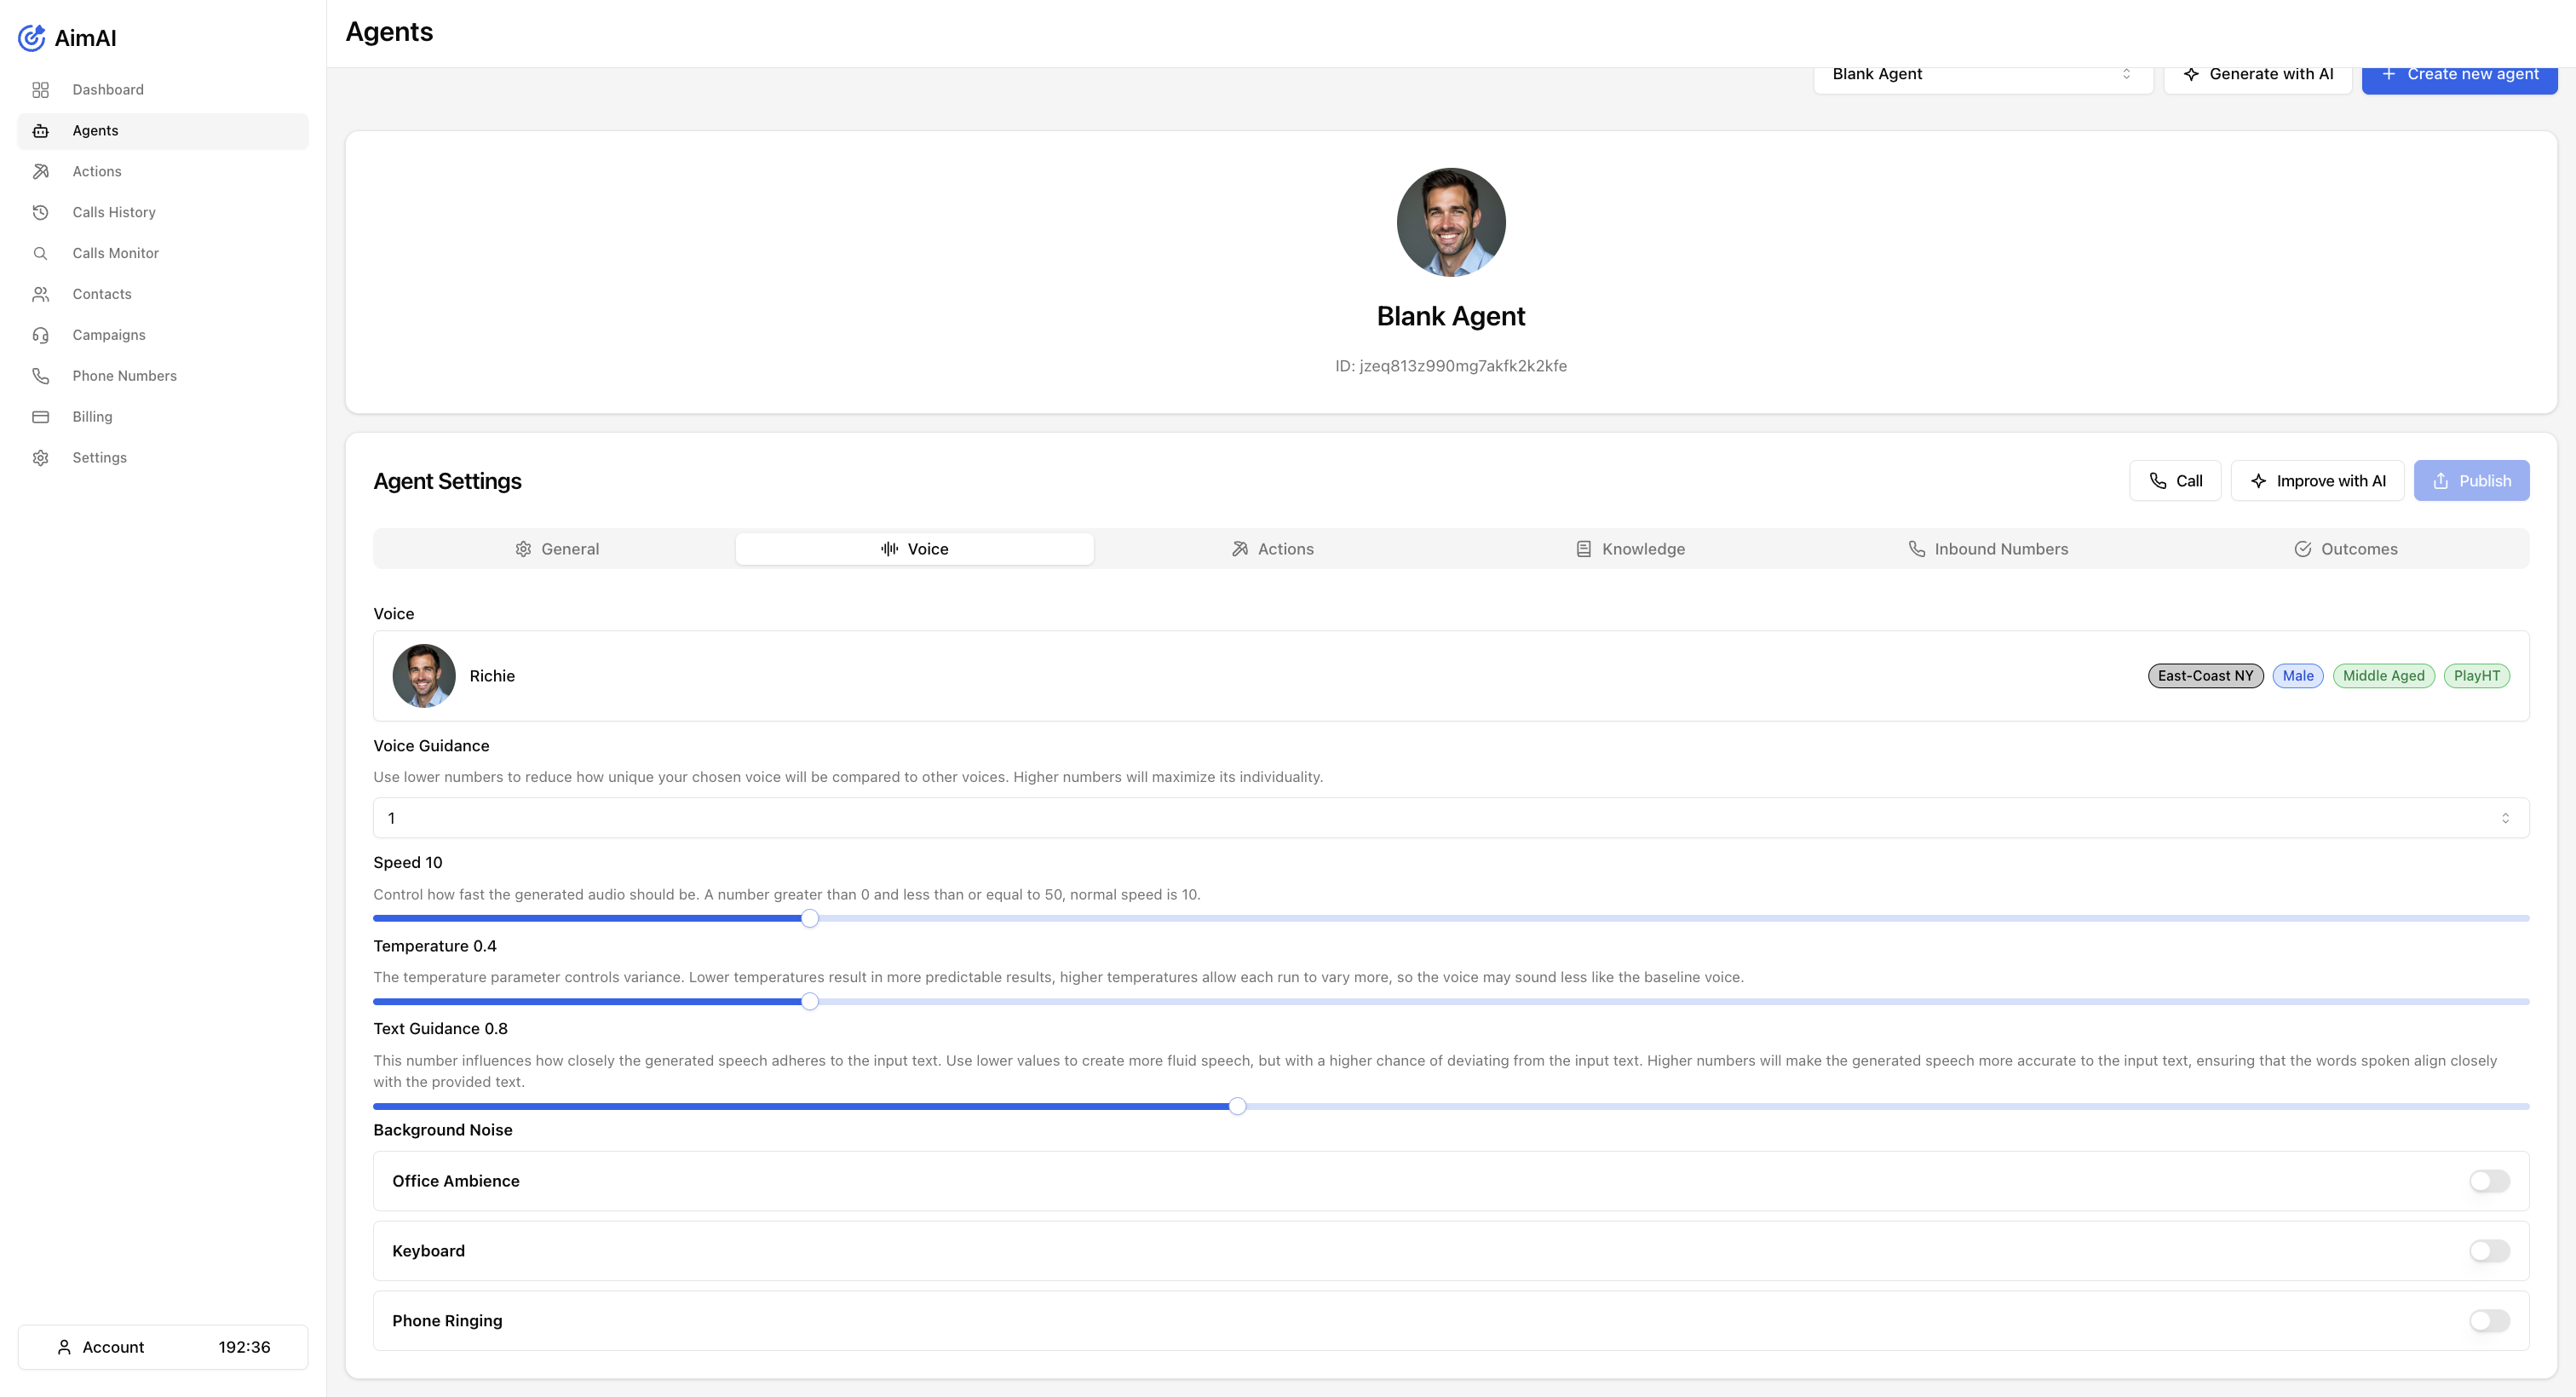 AimAI
Dashboard
Agents
Actions
Calls History
Calls Monitor
Contacts
Campaigns
Phone Numbers
Billing
Settings
Account 192:36
Agents
Blank Agent Generate with AI Create new agent
Blank Agent
ID: jzeq813z990mg7akfk2k2kfe
Agent Settings
Call Improve with AI Publish
General Voice Actions Knowledge Inbound Numbers Outcomes
Voice
Richie East-Coast NY Male Middle Aged PlayHT
Voice Guidance
Use lower numbers to reduce how unique your chosen voice will be compared to other voices. Higher numbers will maximize its individuality.
1
Speed 10
Control how fast the generated audio should be. A number greater than 0 and less than or equal to 50, normal speed is 10.
Temperature 0.4
The temperature parameter controls variance. Lower temperatures result in more predictable results, higher temperatures allow each run to vary more, so the voice may sound less like the baseline voice.
Text Guidance 0.8
This number influences how closely the generated speech adheres to the input text. Use lower values to create more fluid speech, but with a higher chance of deviating from the input text. Higher numbers will make the generated speech more accurate to the input text, ensuring that the words spoken align closely
with the provided text.
Background Noise
Office Ambience
Keyboard
Phone Ringing